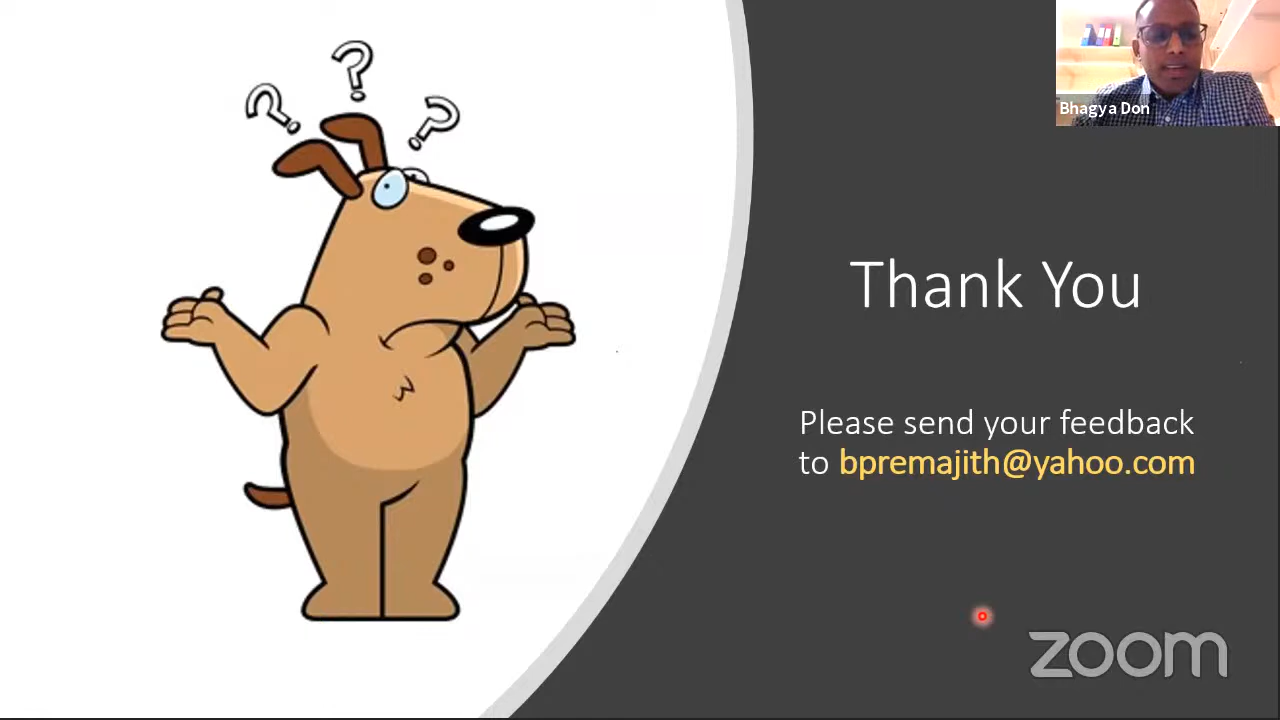 ? ? ?
Bhagya Don
Thank You
Please send your feedback
to bpremajith@yahoo.com
zoom